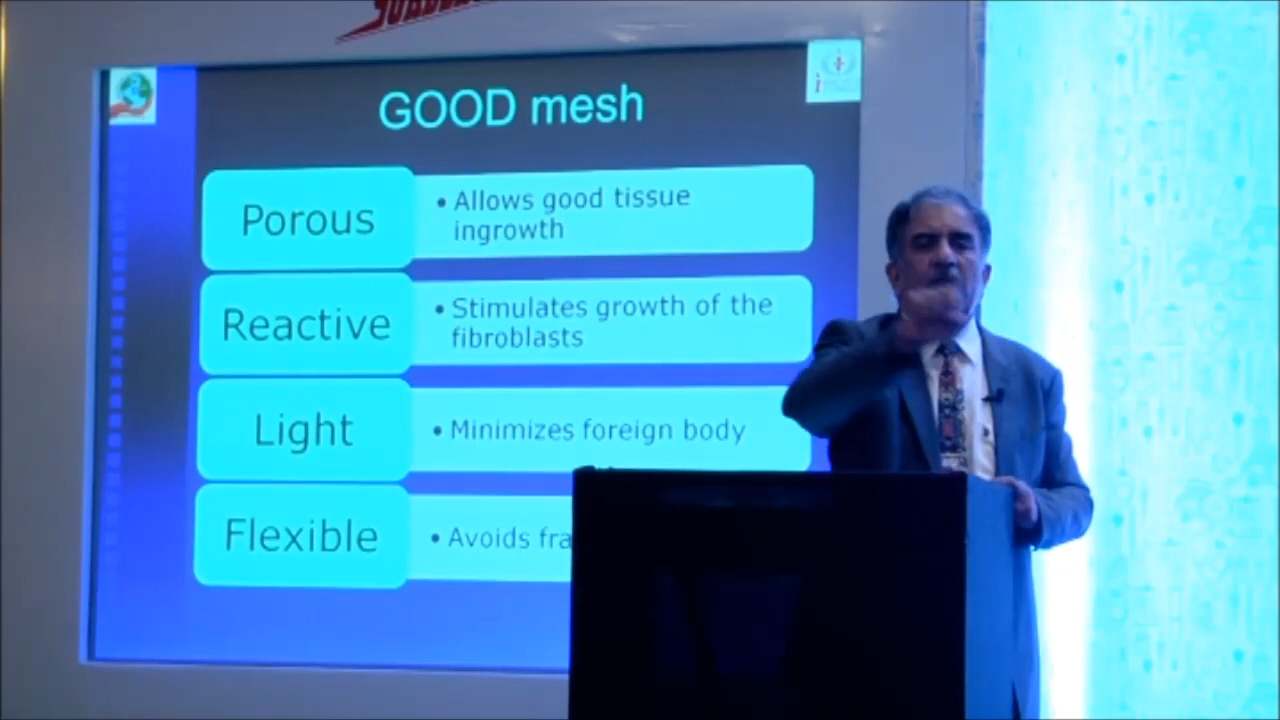 GOOD mesh
Porous
• Allows good tissue
ingrowth
Reactive
• Stimulates growth of the
fibroblasts
Light
• Minimizes foreign body
Flexible
• Avoids